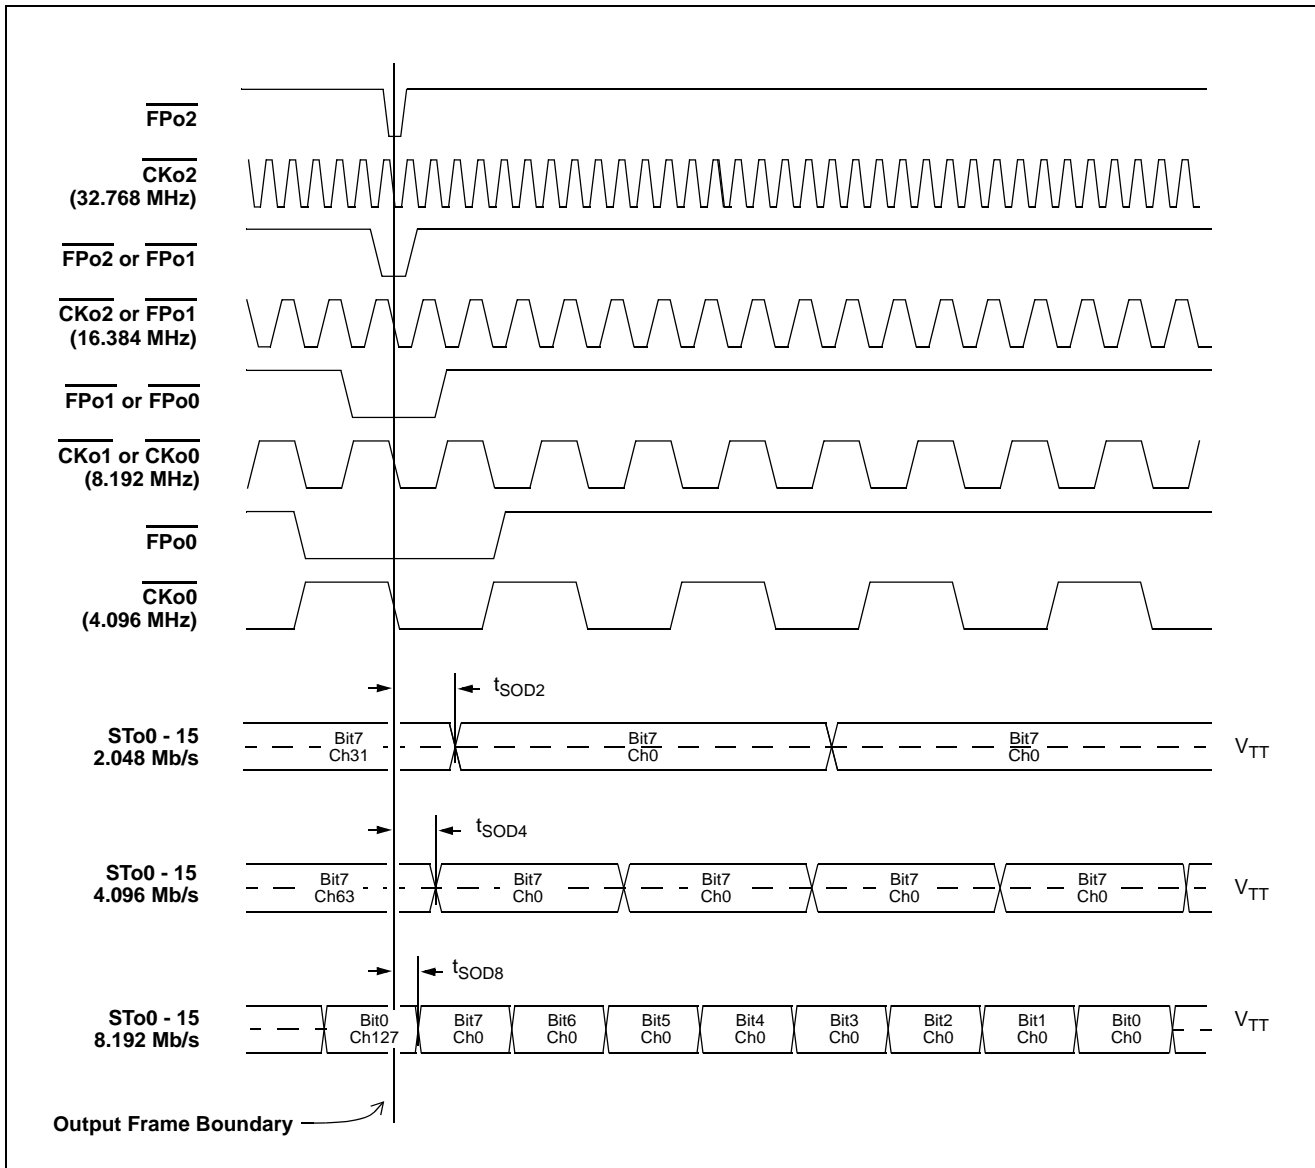 FPo2
CKo2
(32.768 MHz)
FPo2 or FPo1
CKo2 or FPo1
(16.384 MHz)
FPo1 or FPo0
CKo1 or CKo0
(8.192 MHz)
FPo0
CKo0
(4.096 MHz)
tSOD2
STo0 - 15
2.048 Mb/s
Bit7
Ch31
Bit7
Ch0
Bit7
Ch0
VTT
tSOD4
STo0 - 15
4.096 Mb/s
Bit7
Ch63
Bit7
Ch0
Bit7
Ch0
Bit7
Ch0
Bit7
Ch0
VTT
tSOD8
STo0 - 15
8.192 Mb/s
Bit0
Ch127
Bit7
Ch0
Bit6
Ch0
Bit5
Ch0
Bit4
Ch0
Bit3
Ch0
Bit2
Ch0
Bit1
Ch0
Bit0
Ch0
VTT
Output Frame Boundary